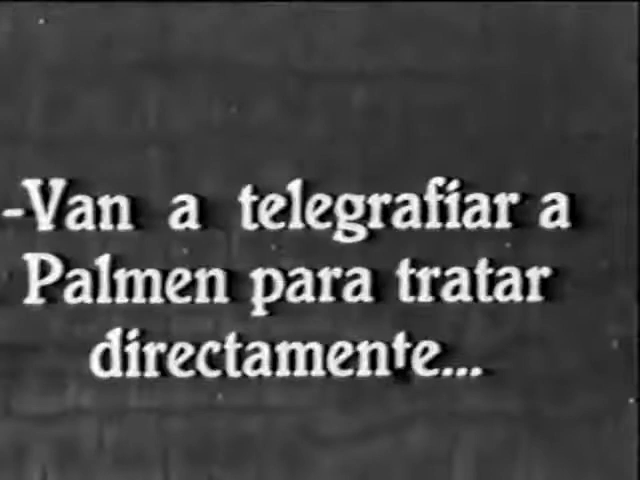 -Van a telegrafiar a
Palmen para tratar
directamente...